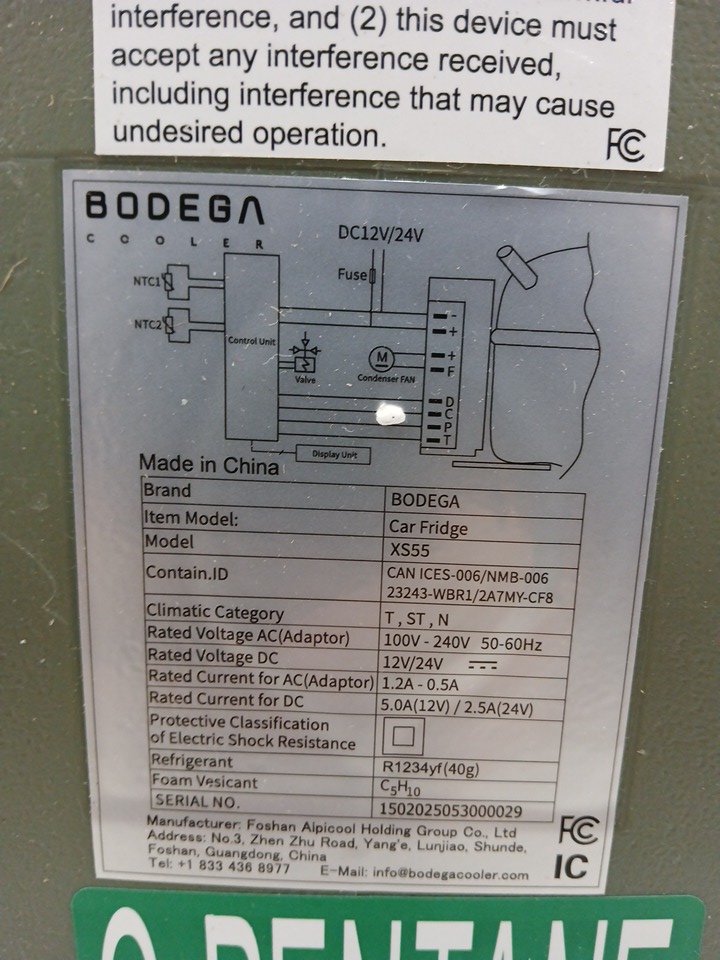 interference, and (2) this device must
accept any interference received,
including interference that may cause
undesired operation.
FC
BODEGA
COOLER
DC12V/24V
Fuse
NTC1
NTC2
Control Unit
Valve
M
Condenser FAN
-
+
+
F
D
C
P
T
Display Unit
Made in China
Brand BODEGA
Item Model: Car Fridge
Model XS55
Contain.ID CAN ICES-006/NMB-006
23243-WBR1/2A7MY-CF8
Climatic Category T , ST , N
Rated Voltage AC(Adaptor) 100V - 240V 50-60Hz
Rated Voltage DC 12V/24V
Rated Current for AC(Adaptor) 1.2A - 0.5A
Rated Current for DC 5.0A(12V) / 2.5A(24V)
Protective Classification
of Electric Shock Resistance
Refrigerant R1234yf(40g)
Foam Vesicant C₅H₁₀
SERIAL NO. 1502025053000029
Manufacturer: Foshan Alpicool Holding Group Co., Ltd
Address: No.3, Zhen Zhu Road, Yang'e, Lunjiao, Shunde,
Foshan, Guangdong, China
Tel: +1 833 436 8977 E-Mail: info@bodegacooler.com
FC
IC
PENTANE